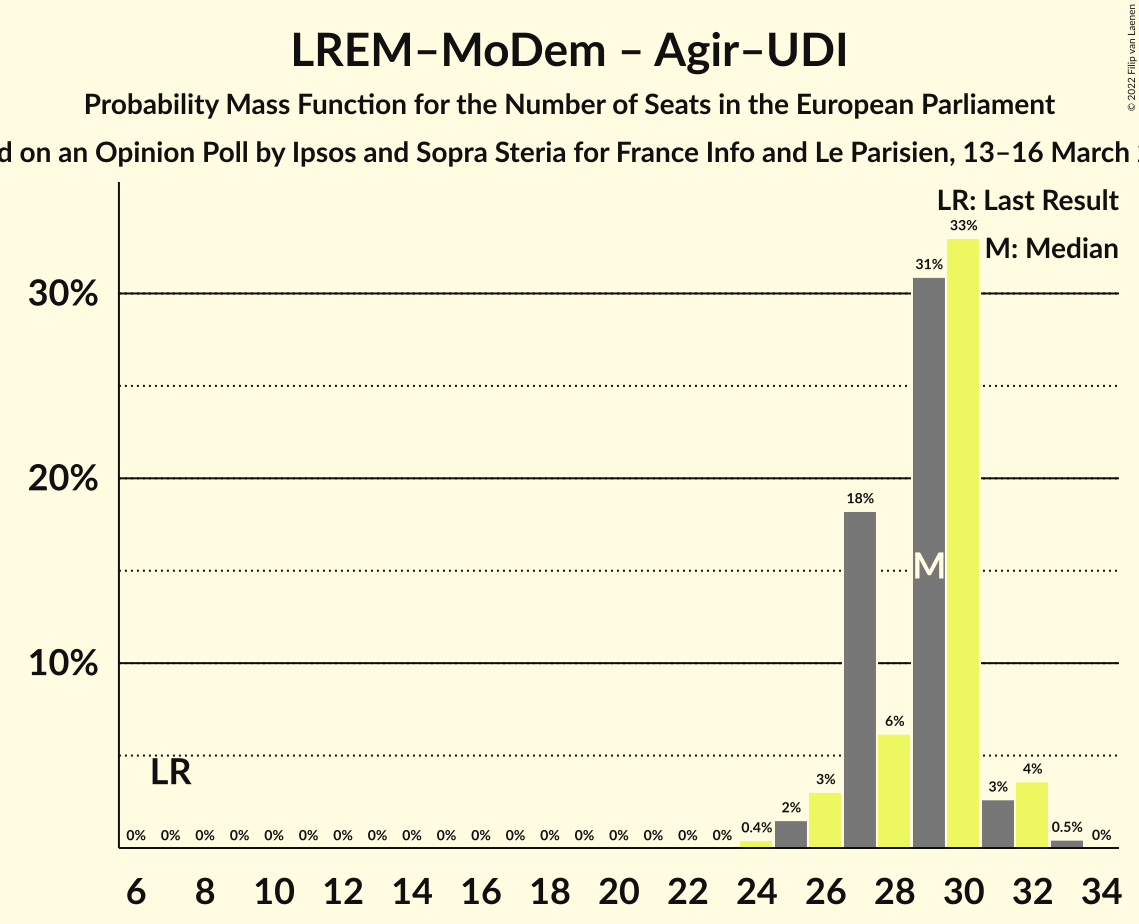 LREM–MoDem – Agir–UDI
Probability Mass Function for the Number of Seats in the European Parliament
d on an Opinion Poll by Ipsos and Sopra Steria for France Info and Le Parisien, 13–16 March
© 2022 Filip van Laenen
LR: Last Result
M: Median
30%
20%
10%
33%
31%
18%
M
6%
LR
3%
4%
2%
3%
0% 0% 0% 0% 0% 0% 0% 0% 0% 0% 0% 0% 0% 0% 0% 0% 0% 0% 0.4% 0.5% 0%
6 8 10 12 14 16 18 20 22 24 26 28 30 32 34